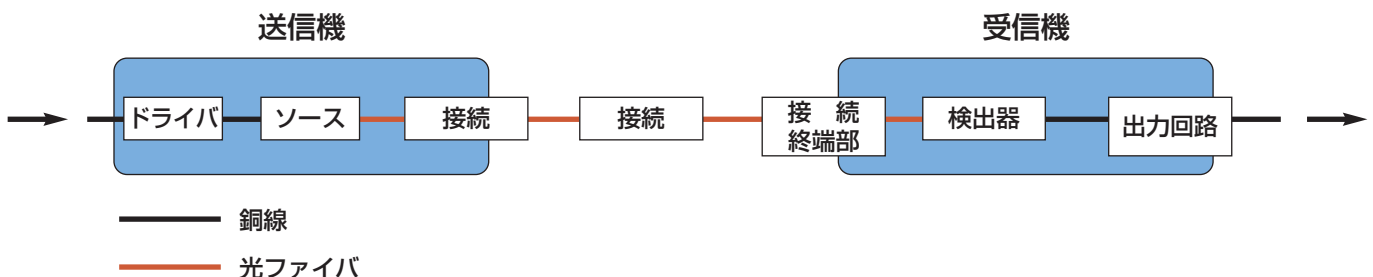 送信機
受信機
ドライバ
ソース
接続
接続
接　続
終端部
検出器
出力回路
銅線
光ファイバ